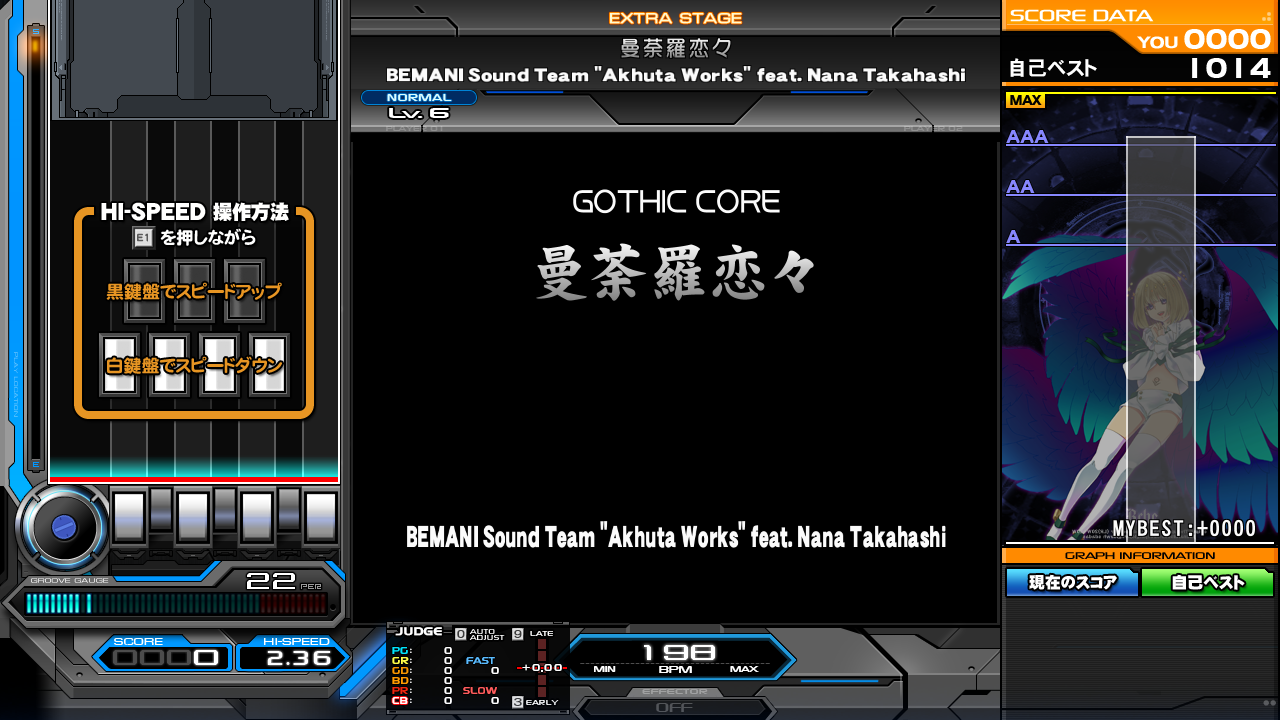 EXTRA STAGE
曼荼羅恋々
BEMANI Sound Team "Akhuta Works" feat. Nana Takahashi
NORMAL
Lv. 6
PLAYER 01
PLAYER 02
HI-SPEED 操作方法
E1 を押しながら
黒鍵盤でスピードアップ
白鍵盤でスピードダウン
GROOVE GAUGE
22 PER
SCORE
0000
HI-SPEED
2.36
GOTHIC CORE
曼荼羅恋々
BEMANI Sound Team "Akhuta Works" feat. Nana Takahashi
JUDGE
0 AUTO ADJUST
9 LATE
PG: 0
GR: 0
GD: 0
BD: 0
PR: 0
CB: 0
FAST
0
SLOW
0
+0.00
3 EARLY
198
MIN BPM MAX
EFFECTOR
OFF
SCORE DATA
YOU 0000
自己ベスト 1014
MAX
AAA
AA
A
MYBEST:+0000
GRAPH INFORMATION
現在のスコア
自己ベスト